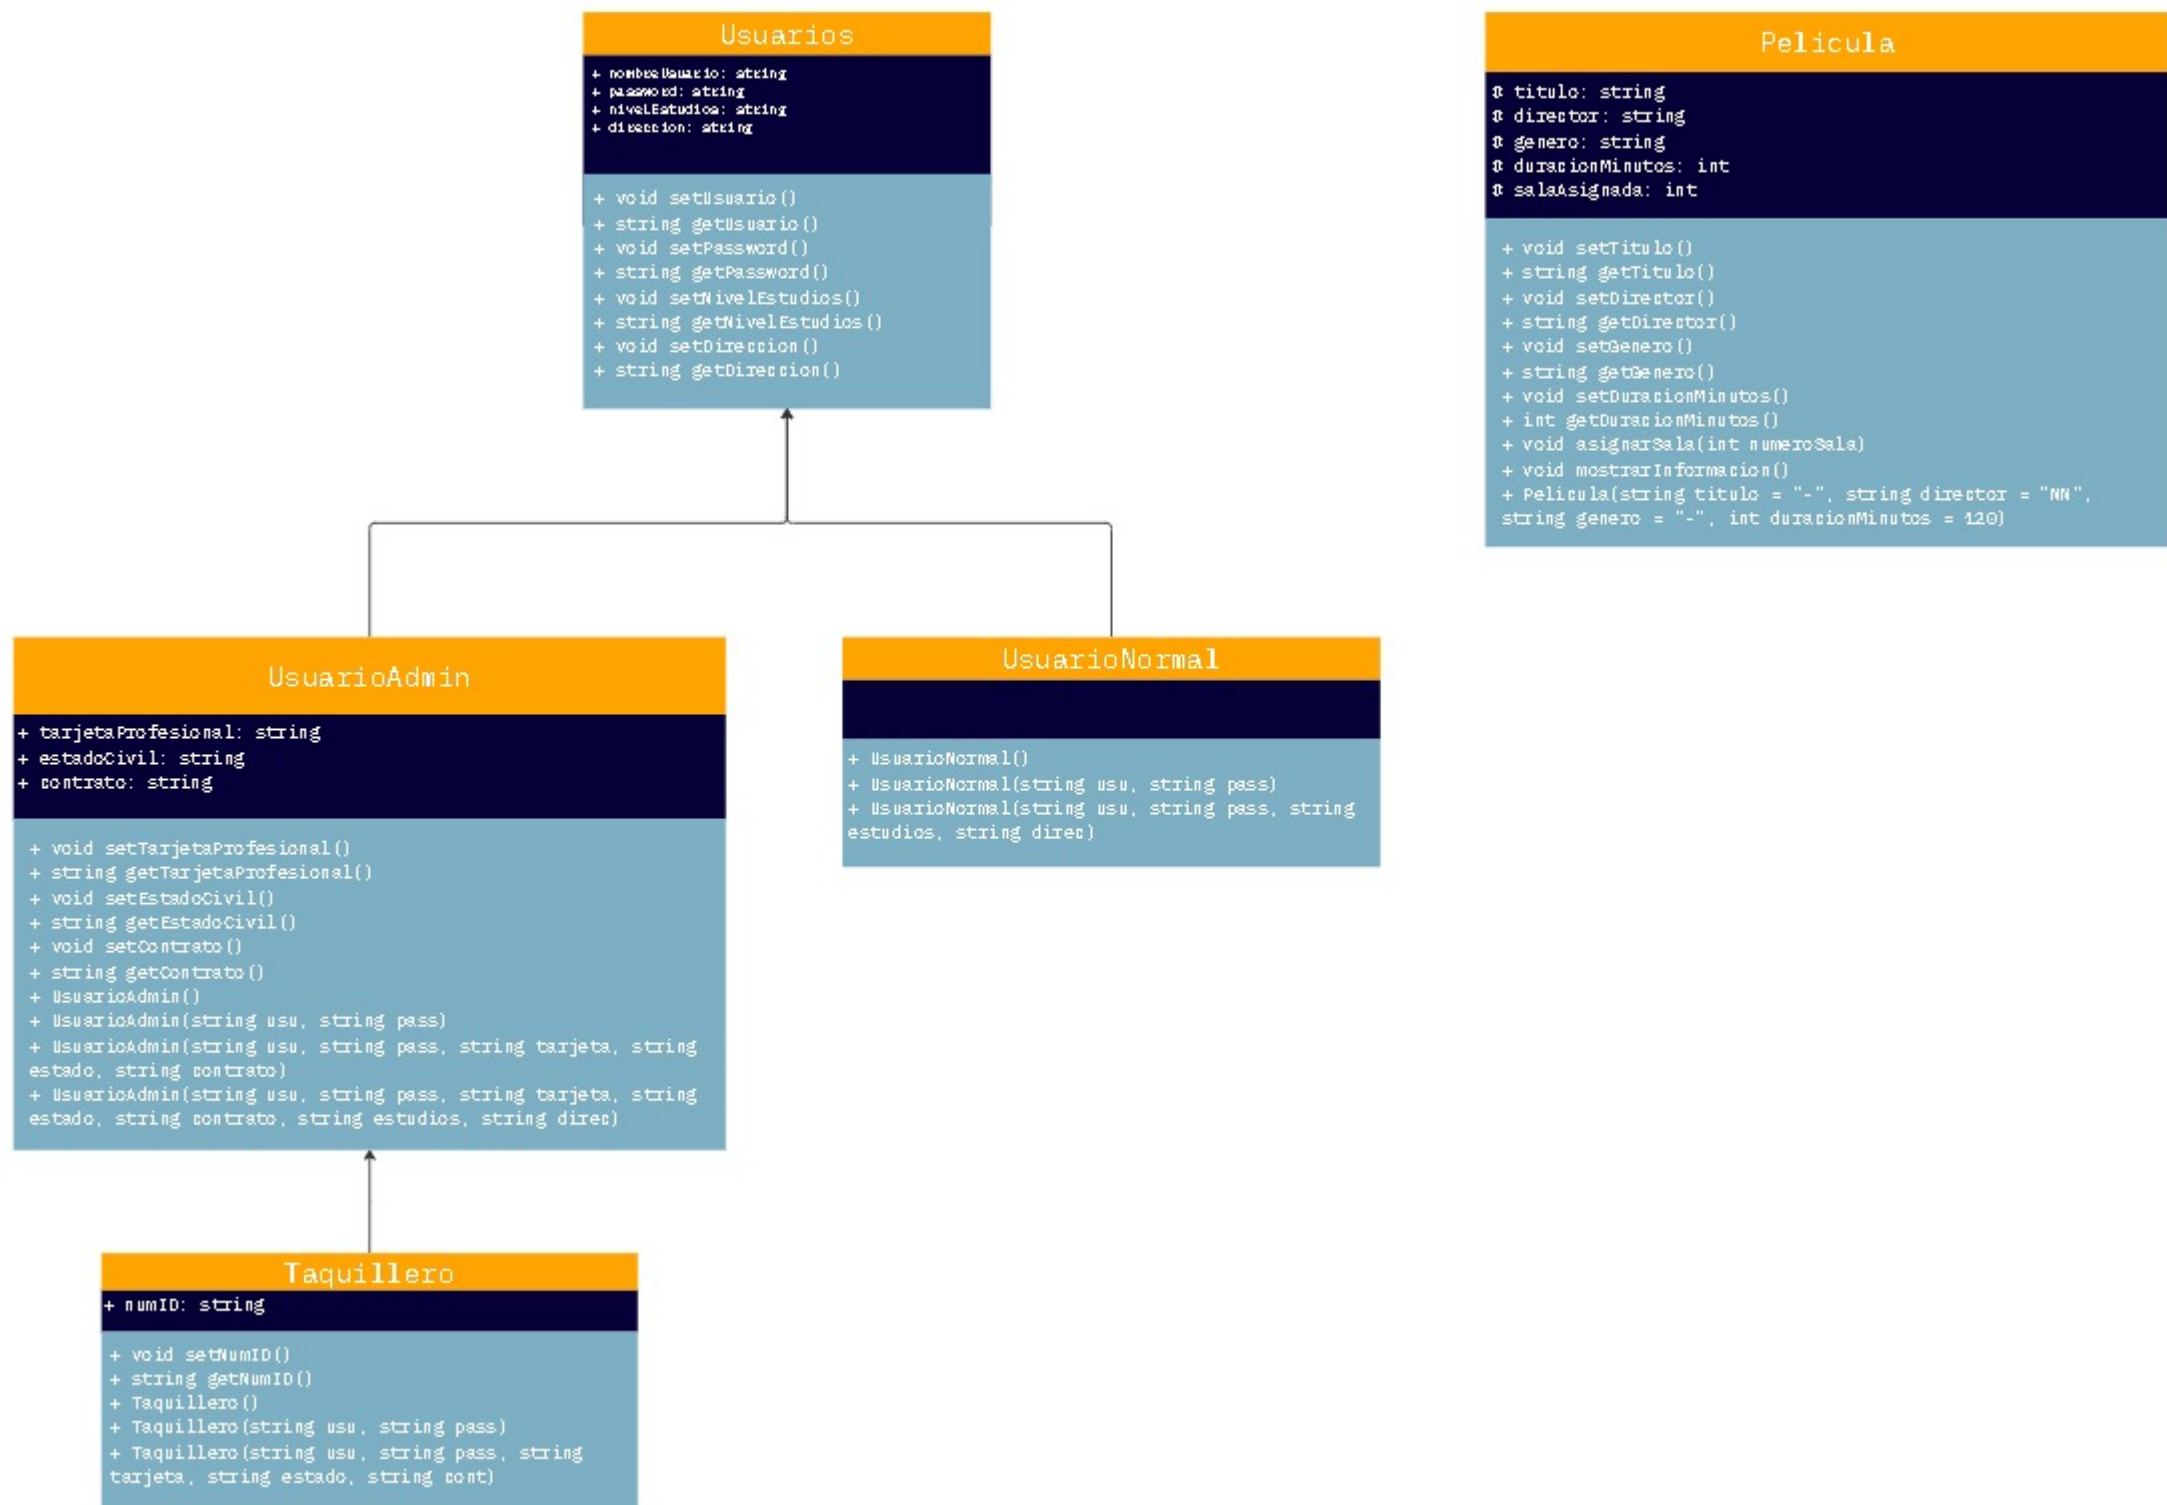 Usuarios
+ nombreUsuario: string
+ password: string
+ nivelEstudios: string
+ direccion: string
+ void setUsuario()
+ string getUsuario()
+ void setPassword()
+ string getPassword()
+ void setNivelEstudios()
+ string getNivelEstudios()
+ void setDireccion()
+ string getDireccion()
Pelicula
# titulo: string
# director: string
# genero: string
# duracionMinutos: int
# salaAsignada: int
+ void setTitulo()
+ string getTitulo()
+ void setDirector()
+ string getDirector()
+ void setGenero()
+ string getGenero()
+ void setDuracionMinutos()
+ int getDuracionMinutos()
+ void asignarSala(int numeroSala)
+ void mostrarInformacion()
+ Pelicula(string titulo = "-", string director = "NN",
string genero = "-", int duracionMinutos = 120)
UsuarioAdmin
+ tarjetaProfesional: string
+ estadoCivil: string
+ contrato: string
+ void setTarjetaProfesional()
+ string getTarjetaProfesional()
+ void setEstadoCivil()
+ string getEstadoCivil()
+ void setContrato()
+ string getContrato()
+ UsuarioAdmin()
+ UsuarioAdmin(string usu, string pass)
+ UsuarioAdmin(string usu, string pass, string tarjeta, string
estado, string contrato)
+ UsuarioAdmin(string usu, string pass, string tarjeta, string
estado, string contrato, string estudios, string direc)
UsuarioNormal
+ UsuarioNormal()
+ UsuarioNormal(string usu, string pass)
+ UsuarioNormal(string usu, string pass, string
estudios, string direc)
Taquillero
+ numID: string
+ void setNumID()
+ string getNumID()
+ Taquillero()
+ Taquillero(string usu, string pass)
+ Taquillero(string usu, string pass, string
tarjeta, string estado, string cont)